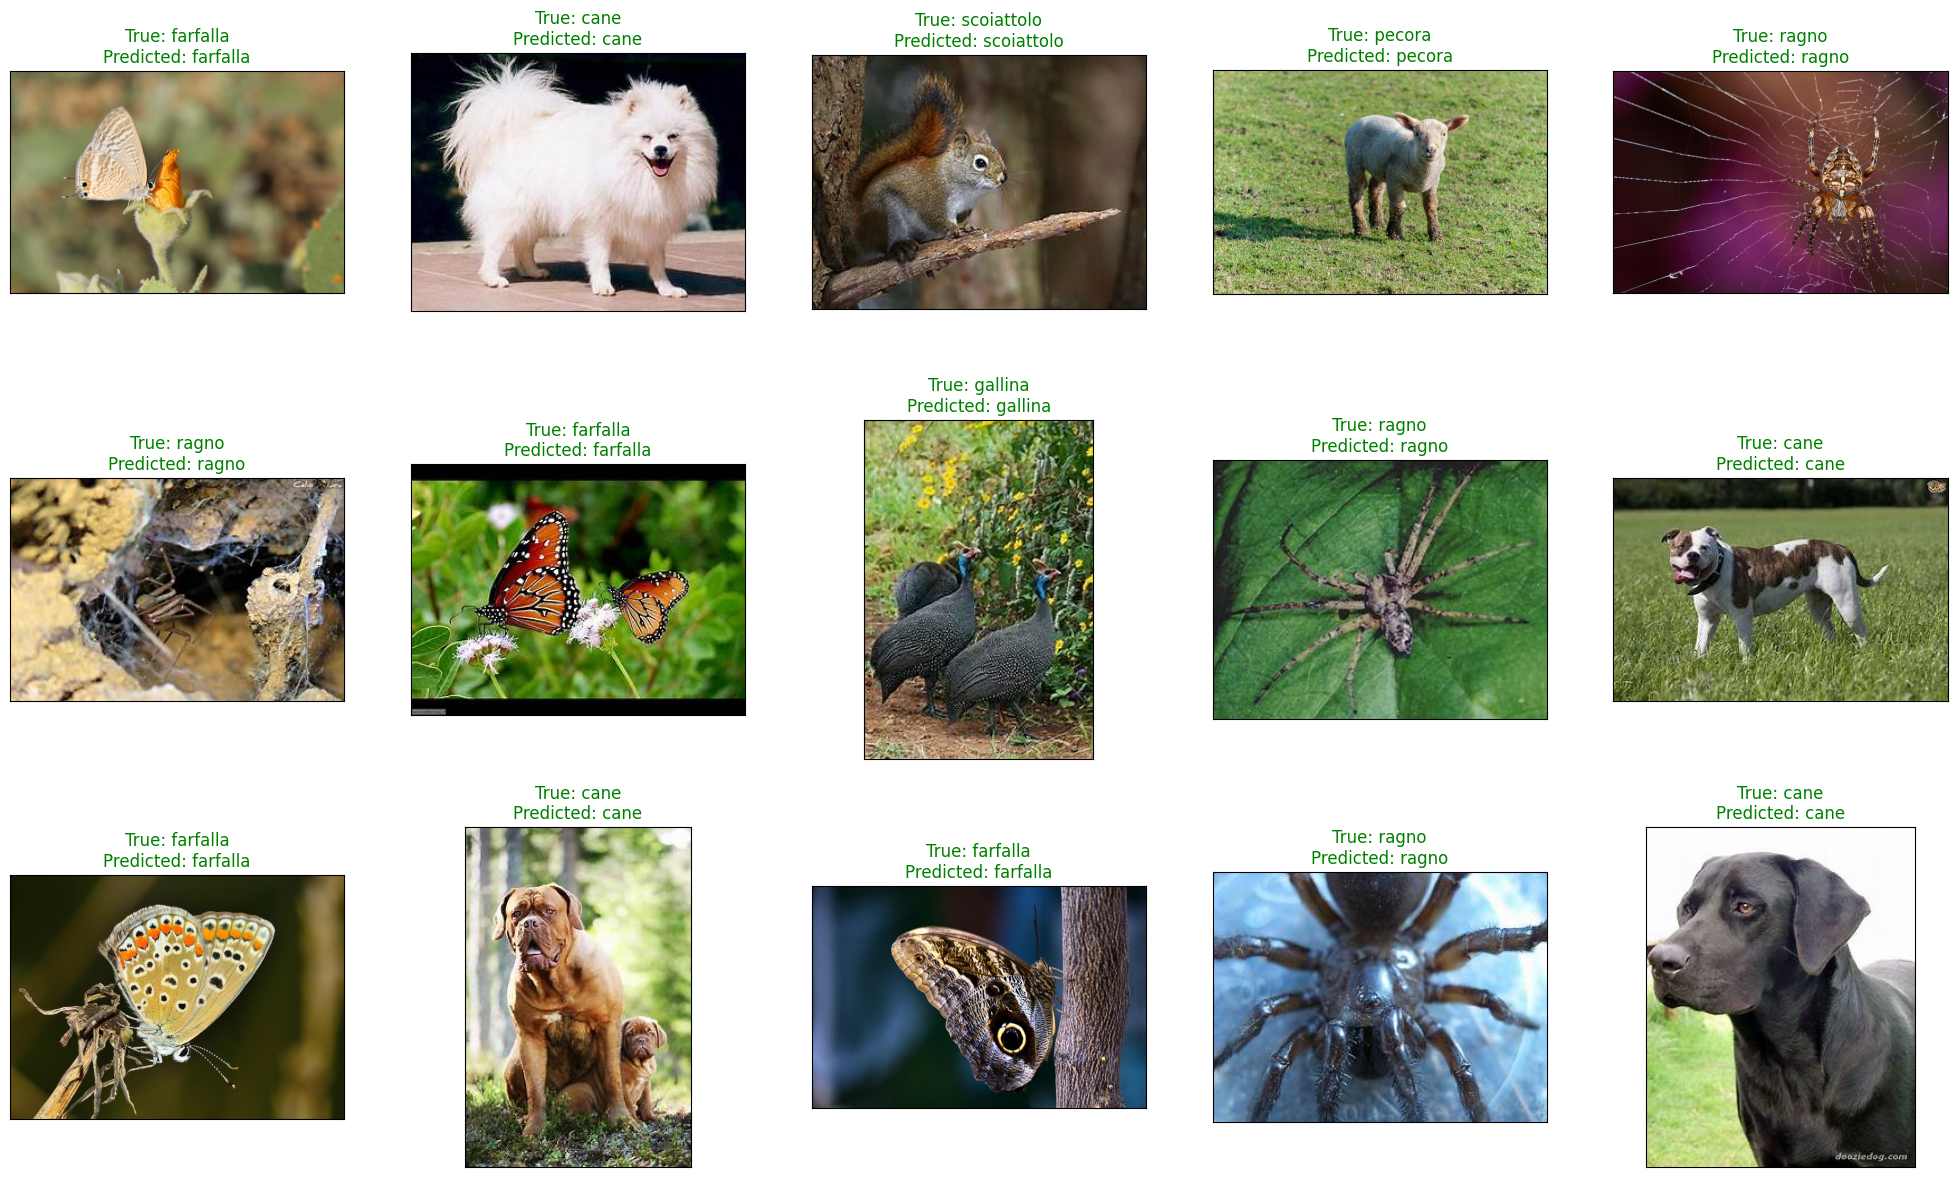 True: farfalla
Predicted: farfalla
True: cane
Predicted: cane
True: scoiattolo
Predicted: scoiattolo
True: pecora
Predicted: pecora
True: ragno
Predicted: ragno
True: ragno
Predicted: ragno
True: farfalla
Predicted: farfalla
True: gallina
Predicted: gallina
True: ragno
Predicted: ragno
True: cane
Predicted: cane
True: farfalla
Predicted: farfalla
True: cane
Predicted: cane
True: farfalla
Predicted: farfalla
True: ragno
Predicted: ragno
True: cane
Predicted: cane
dooziedog.com